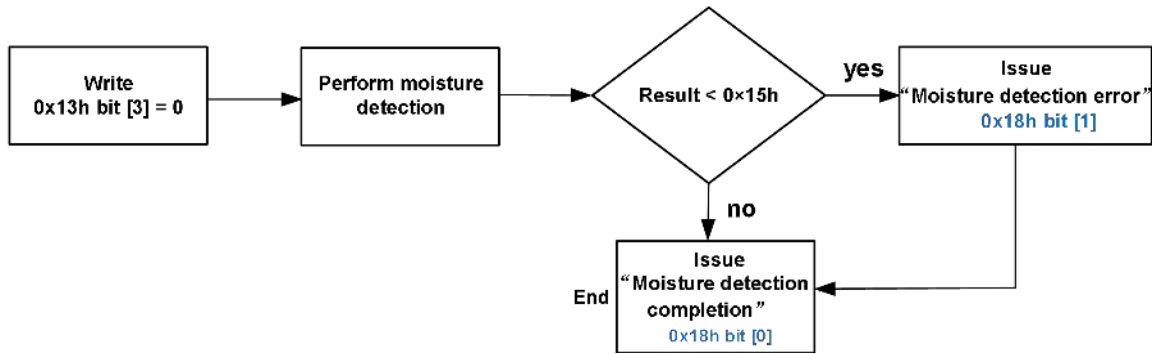 Write
0x13h bit [3] = 0
Perform moisture
detection
Result < 0×15h
yes
Issue
“Moisture detection error”
0x18h bit [1]
no
End
Issue
“Moisture detection
completion”
0x18h bit [0]